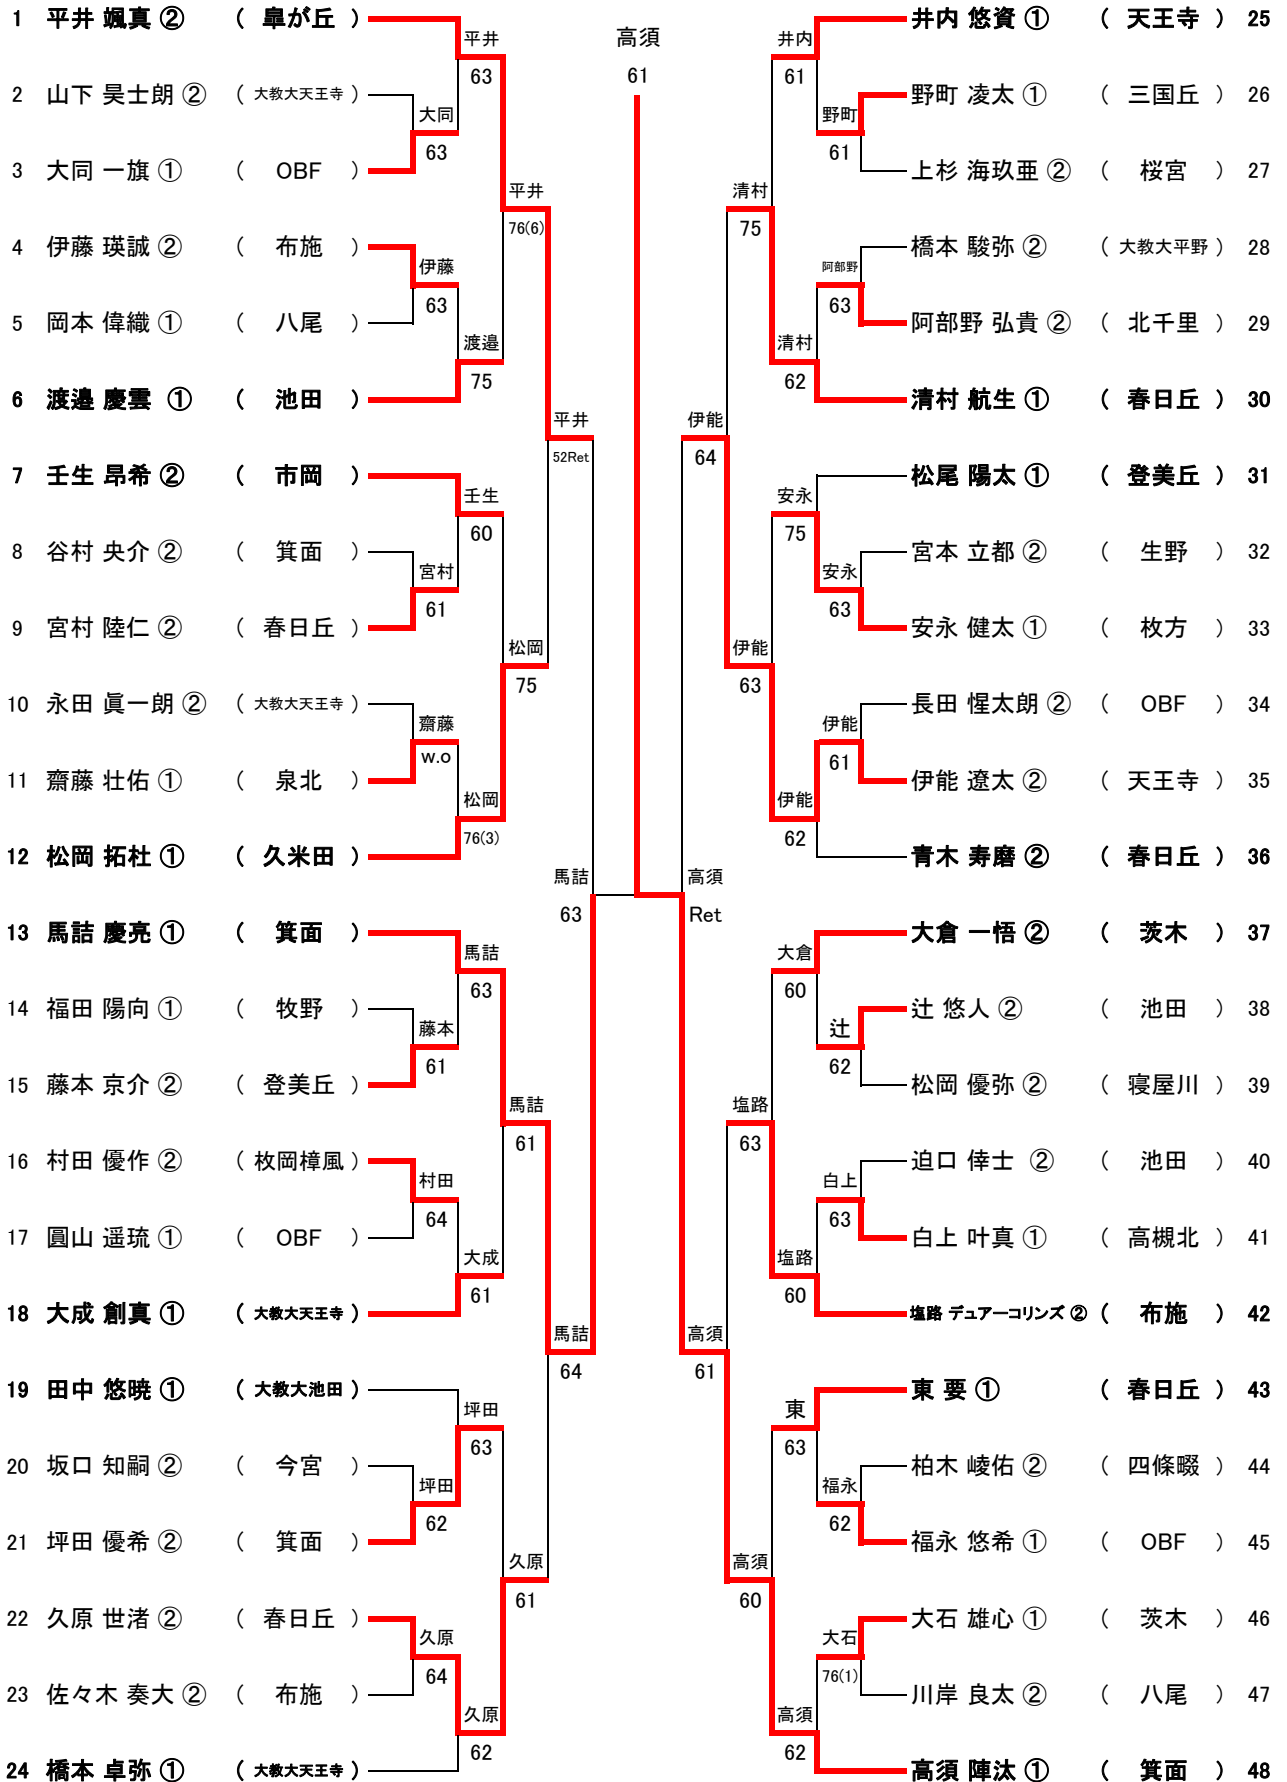 1 平井 颯真 ② ( 皐が丘 )
2 山下 昊士朗 ② ( 大教大天王寺 )
3 大同 一旗 ① ( OBF )
4 伊藤 瑛誠 ② ( 布施 )
5 岡本 偉織 ① ( 八尾 )
6 渡邉 慶雲 ① ( 池田 )
7 壬生 昂希 ② ( 市岡 )
8 谷村 央介 ② ( 箕面 )
9 宮村 陸仁 ② ( 春日丘 )
10 永田 眞一朗 ② ( 大教大天王寺 )
11 齋藤 壮佑 ① ( 泉北 )
12 松岡 拓杜 ① ( 久米田 )
13 馬詰 慶亮 ① ( 箕面 )
14 福田 陽向 ① ( 牧野 )
15 藤本 京介 ② ( 登美丘 )
16 村田 優作 ② ( 枚岡樟風 )
17 圓山 遥琉 ① ( OBF )
18 大成 創真 ① ( 大教大天王寺 )
19 田中 悠暁 ① ( 大教大池田 )
20 坂口 知嗣 ② ( 今宮 )
21 坪田 優希 ② ( 箕面 )
22 久原 世渚 ② ( 春日丘 )
23 佐々木 奏大 ② ( 布施 )
24 橋本 卓弥 ① ( 大教大天王寺 )
大同
63
伊藤
63
宮村
61
齋藤
w.o
藤本
61
村田
64
坪田
62
久原
64
平井
63
渡邉
75
壬生
60
松岡
76(3)
馬詰
63
大成
61
坪田
63
久原
62
平井
76(6)
松岡
75
馬詰
61
久原
61
平井
52Ret
馬詰
64
馬詰
63
高須
61
高須
Ret
伊能
64
高須
61
清村
75
伊能
63
塩路
63
高須
60
井内
61
清村
62
安永
75
伊能
62
大倉
60
塩路
60
東
63
高須
62
野町
61
阿部野
63
安永
63
伊能
61
辻
62
白上
63
福永
62
大石
76(1)
井内 悠資 ① ( 天王寺 ) 25
野町 凌太 ① ( 三国丘 ) 26
上杉 海玖亜 ② ( 桜宮 ) 27
橋本 駿弥 ② ( 大教大平野 ) 28
阿部野 弘貴 ② ( 北千里 ) 29
清村 航生 ① ( 春日丘 ) 30
松尾 陽太 ① ( 登美丘 ) 31
宮本 立都 ② ( 生野 ) 32
安永 健太 ① ( 枚方 ) 33
長田 惺太朗 ② ( OBF ) 34
伊能 遼太 ② ( 天王寺 ) 35
青木 寿磨 ② ( 春日丘 ) 36
大倉 一悟 ② ( 茨木 ) 37
辻 悠人 ② ( 池田 ) 38
松岡 優弥 ② ( 寝屋川 ) 39
迫口 倖士 ② ( 池田 ) 40
白上 叶真 ① ( 高槻北 ) 41
塩路 デュアーコリンズ ② ( 布施 ) 42
東 要 ① ( 春日丘 ) 43
柏木 崚佑 ② ( 四條畷 ) 44
福永 悠希 ① ( OBF ) 45
大石 雄心 ① ( 茨木 ) 46
川岸 良太 ② ( 八尾 ) 47
高須 陣汰 ① ( 箕面 ) 48